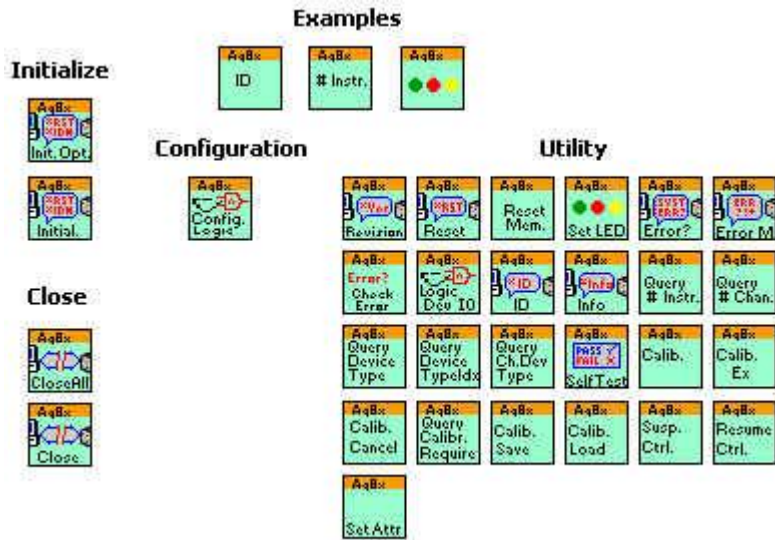 Examples
AqBx
ID
AqBx
# Instr.
AqBx
Initialize
AqBx
*RST
*IDN
Init.Opt.
AqBx
*RST
*IDN
Initial.
Configuration
AqBx
Config.
Logic
Utility
AqBx
*Ver
Revision
AqBx
*RST
Reset
AqBx
Reset
Mem.
AqBx
Set LED
AqBx
SYST
ERR?
Error?
AqBx
ERR
Error M
AqBx
Error?
Check
Error
AqBx
Logic
Dev IO
AqBx
*ID
ID
AqBx
*Info
Info
AqBx
Query
# Instr.
AqBx
Query
# Chan.
AqBx
Query
Device
Type
AqBx
Query
Device
TypeIdx
AqBx
Query
Ch.Dev
Type
AqBx
PASS
FAIL
SelfTest
AqBx
Calib.
AqBx
Calib.
Ex
AqBx
Calib.
Cancel
AqBx
Query
Calibr.
Require
AqBx
Calib.
Save
AqBx
Calib.
Load
AqBx
Susp.
Ctrl.
AqBx
Resume
Ctrl.
AqBx
Set Attr
Close
AqBx
CloseAll
AqBx
Close